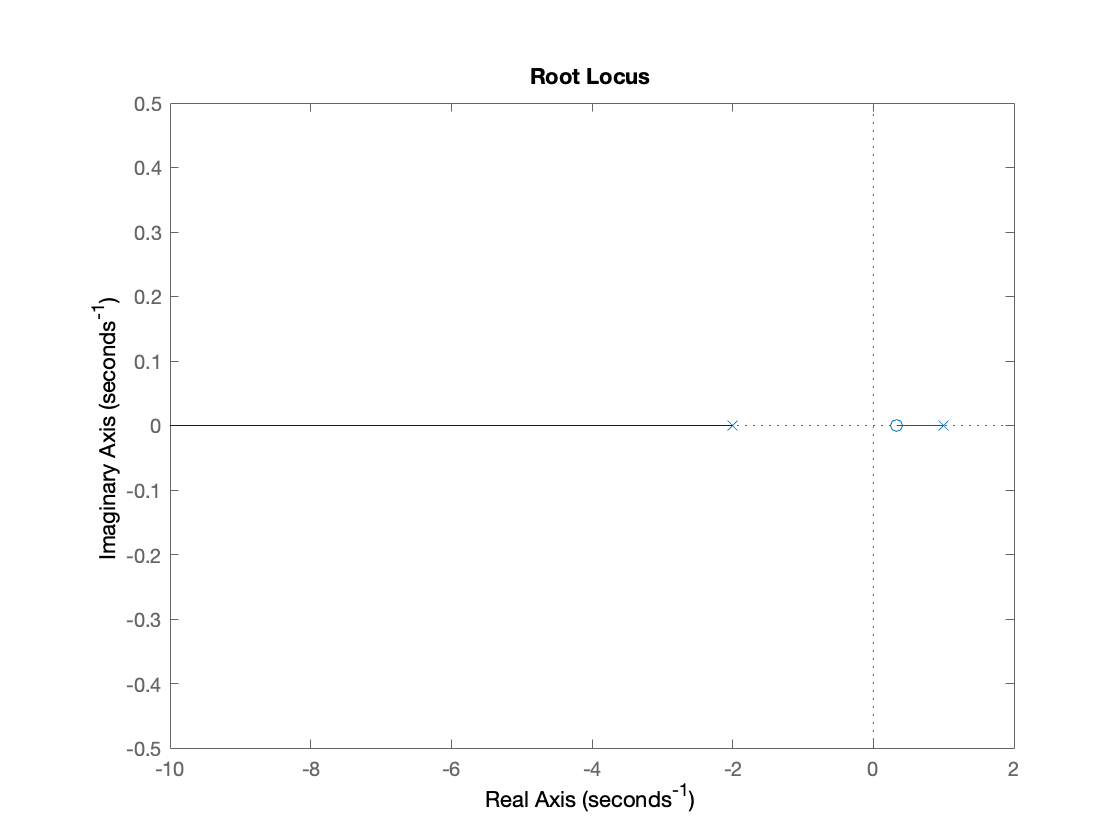 Root Locus
0.5
0.4
0.3
0.2
0.1
0
-0.1
-0.2
-0.3
-0.4
-0.5
Imaginary Axis (seconds⁻¹)
-10 -8 -6 -4 -2 0 2
Real Axis (seconds⁻¹)